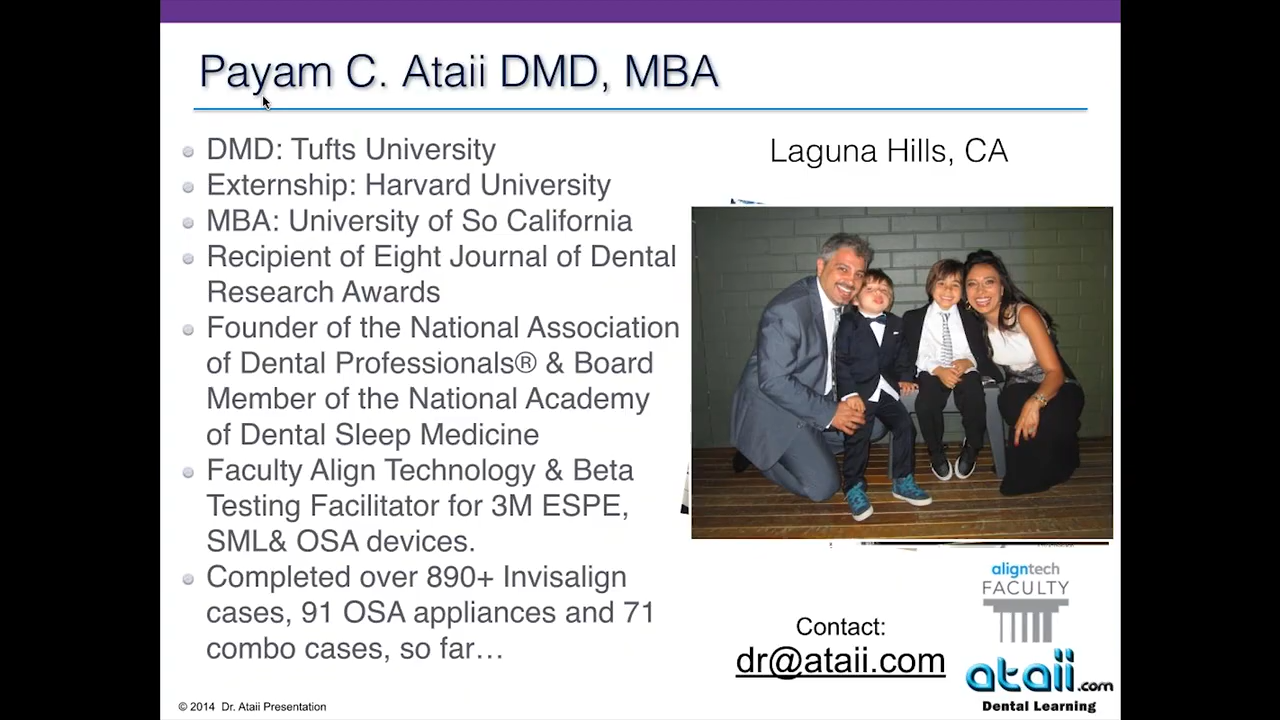 Payam C. Ataii DMD, MBA
DMD: Tufts University
Externship: Harvard University
MBA: University of So California
Recipient of Eight Journal of Dental
Research Awards
Founder of the National Association
of Dental Professionals® & Board
Member of the National Academy
of Dental Sleep Medicine
Faculty Align Technology & Beta
Testing Facilitator for 3M ESPE,
SML& OSA devices.
Completed over 890+ Invisalign
cases, 91 OSA appliances and 71
combo cases, so far…
Laguna Hills, CA
Contact:
dr@ataii.com
aligntech
FACULTY
ataii.com
Dental Learning
© 2014 Dr. Ataii Presentation